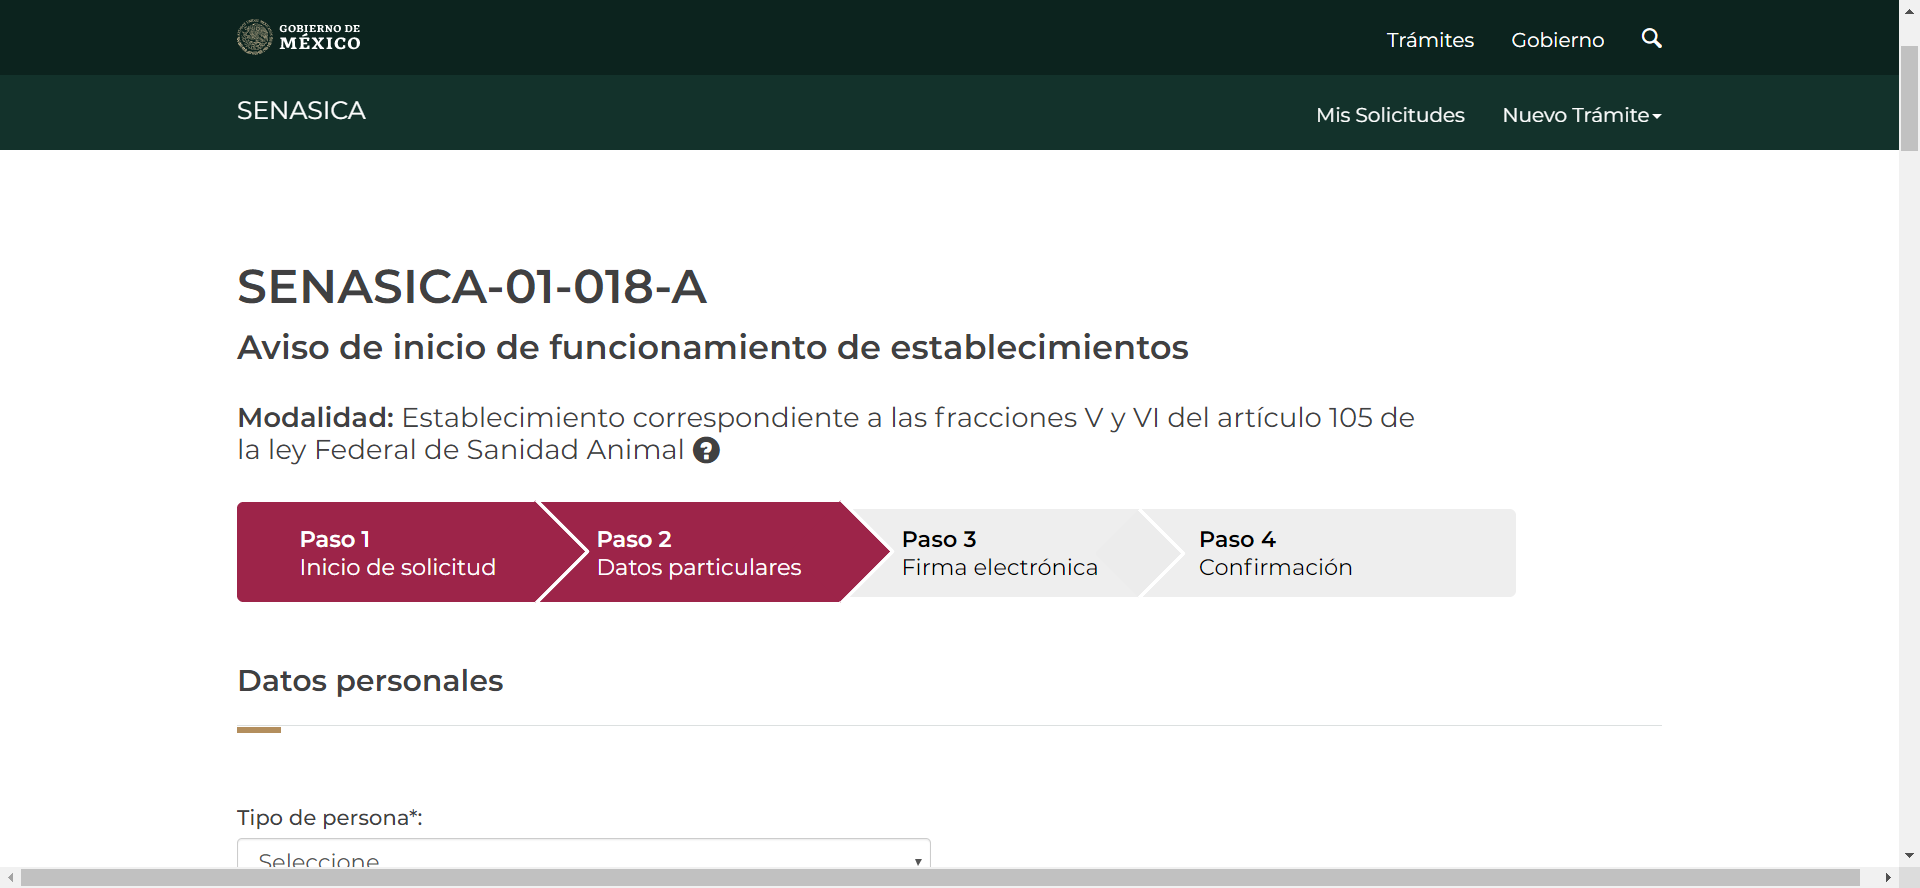 GOBIERNO DE
MÉXICO
Trámites
Gobierno
SENASICA
Mis Solicitudes
Nuevo Trámite
SENASICA-01-018-A
Aviso de inicio de funcionamiento de establecimientos
Modalidad: Establecimiento correspondiente a las fracciones V y VI del artículo 105 de
la ley Federal de Sanidad Animal ?
Paso 1
Inicio de solicitud
Paso 2
Datos particulares
Paso 3
Firma electrónica
Paso 4
Confirmación
Datos personales
Tipo de persona*:
Seleccione